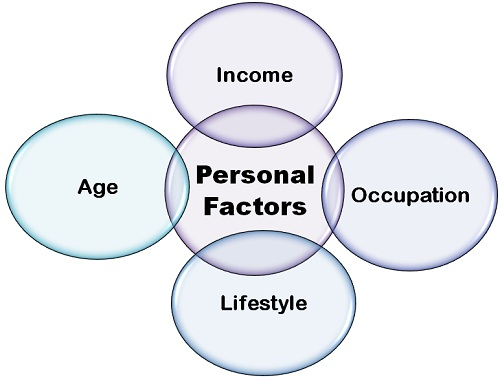 Income
Age
Personal
Factors
Occupation
Lifestyle